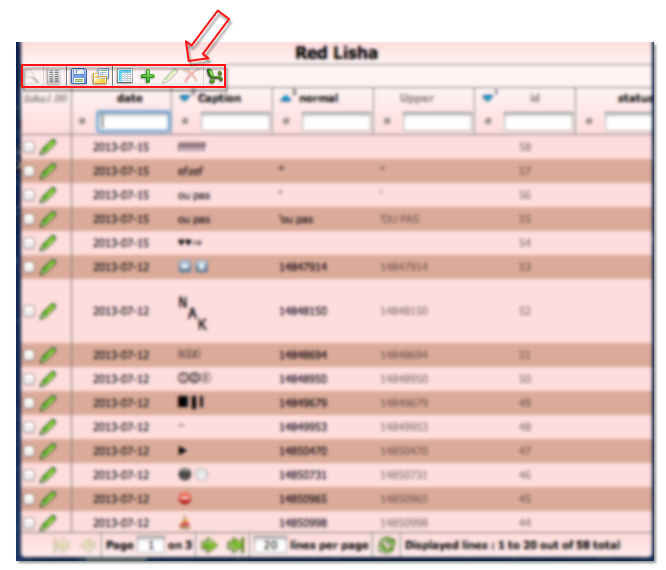 Red Lisha
lisha1.00 date Caption normal Upper id status
2013-07-15 fffffffff 58
2013-07-15 efzef " " 57
2013-07-15 ou pas ' ' 56
2013-07-15 ou pas 'ou pas 'OU PAS 55
2013-07-15 ♥♥→ 54
2013-07-12 14847914 14847914 53
2013-07-12 NAK 14848150 14848150 52
2013-07-12 14848694 14848694 51
2013-07-12 14848950 14848950 50
2013-07-12 14849679 14849679 49
2013-07-12 14849953 14849953 48
2013-07-12 14850470 14850470 47
2013-07-12 14850731 14850731 46
2013-07-12 14850965 14850965 45
2013-07-12 14850998 14850998 44
Page 1 on 3 20 lines per page Displayed lines : 1 to 20 out of 58 total